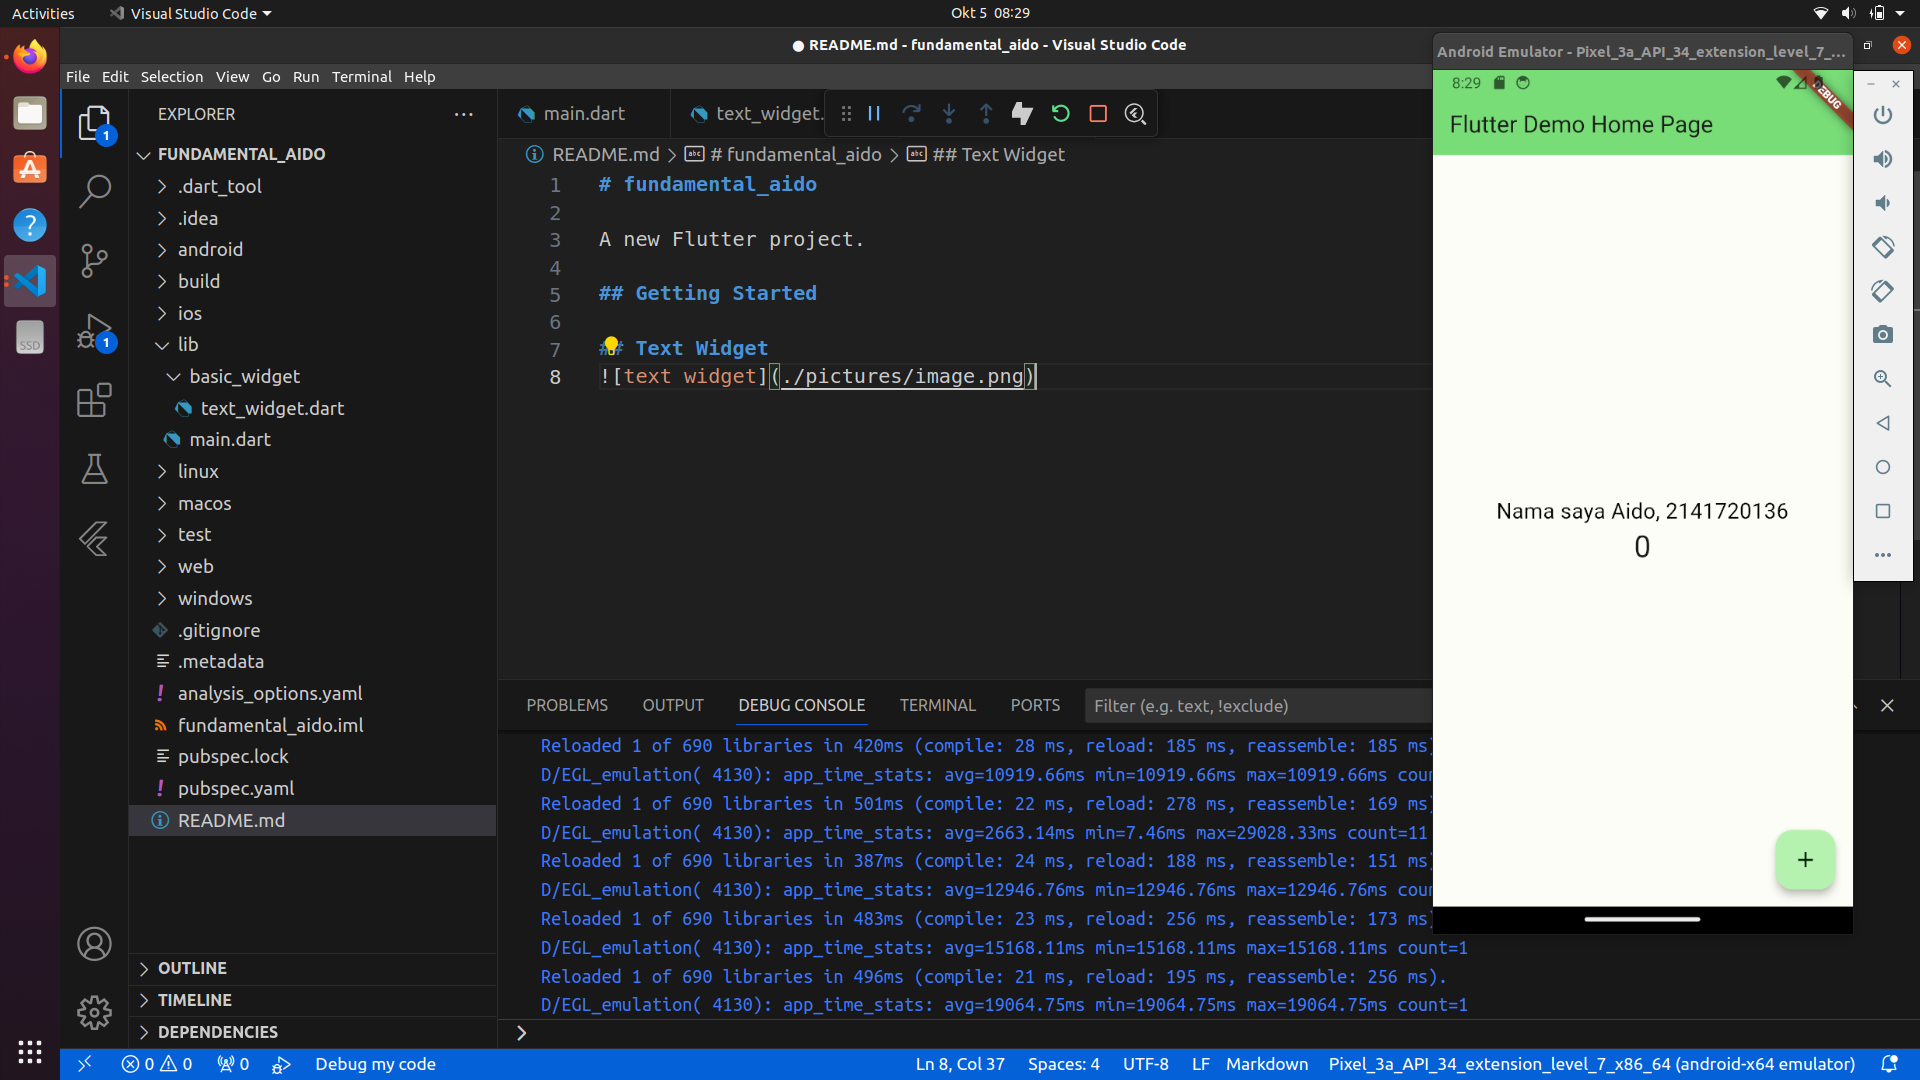 Activities
Visual Studio Code
Okt 5 08:29
● README.md - fundamental_aido - Visual Studio Code
File Edit Selection View Go Run Terminal Help
EXPLORER
FUNDAMENTAL_AIDO
.dart_tool
.idea
android
build
ios
lib
basic_widget
text_widget.dart
main.dart
linux
macos
test
web
windows
.gitignore
.metadata
analysis_options.yaml
fundamental_aido.iml
pubspec.lock
pubspec.yaml
README.md
OUTLINE
TIMELINE
DEPENDENCIES
1
1
SSD
main.dart
text_widget.
README.md > # fundamental_aido > ## Text Widget
1 # fundamental_aido
2
3 A new Flutter project.
4
5 ## Getting Started
6
7 ## Text Widget
8 ![text widget](./pictures/image.png)
PROBLEMS OUTPUT DEBUG CONSOLE TERMINAL PORTS
Filter (e.g. text, !exclude)
Reloaded 1 of 690 libraries in 420ms (compile: 28 ms, reload: 185 ms, reassemble: 185 ms)
D/EGL_emulation( 4130): app_time_stats: avg=10919.66ms min=10919.66ms max=10919.66ms cou
Reloaded 1 of 690 libraries in 501ms (compile: 22 ms, reload: 278 ms, reassemble: 169 ms)
D/EGL_emulation( 4130): app_time_stats: avg=2663.14ms min=7.46ms max=29028.33ms count=11
Reloaded 1 of 690 libraries in 387ms (compile: 24 ms, reload: 188 ms, reassemble: 151 ms)
D/EGL_emulation( 4130): app_time_stats: avg=12946.76ms min=12946.76ms max=12946.76ms cou
Reloaded 1 of 690 libraries in 483ms (compile: 23 ms, reload: 256 ms, reassemble: 173 ms)
D/EGL_emulation( 4130): app_time_stats: avg=15168.11ms min=15168.11ms max=15168.11ms count=1
Reloaded 1 of 690 libraries in 496ms (compile: 21 ms, reload: 195 ms, reassemble: 256 ms).
D/EGL_emulation( 4130): app_time_stats: avg=19064.75ms min=19064.75ms max=19064.75ms count=1
Android Emulator - Pixel_3a_API_34_extension_level_7_...
8:29
DEBUG
Flutter Demo Home Page
Nama saya Aido, 2141720136
0
0 0 0 Debug my code
Ln 8, Col 37 Spaces: 4 UTF-8 LF Markdown Pixel_3a_API_34_extension_level_7_x86_64 (android-x64 emulator)